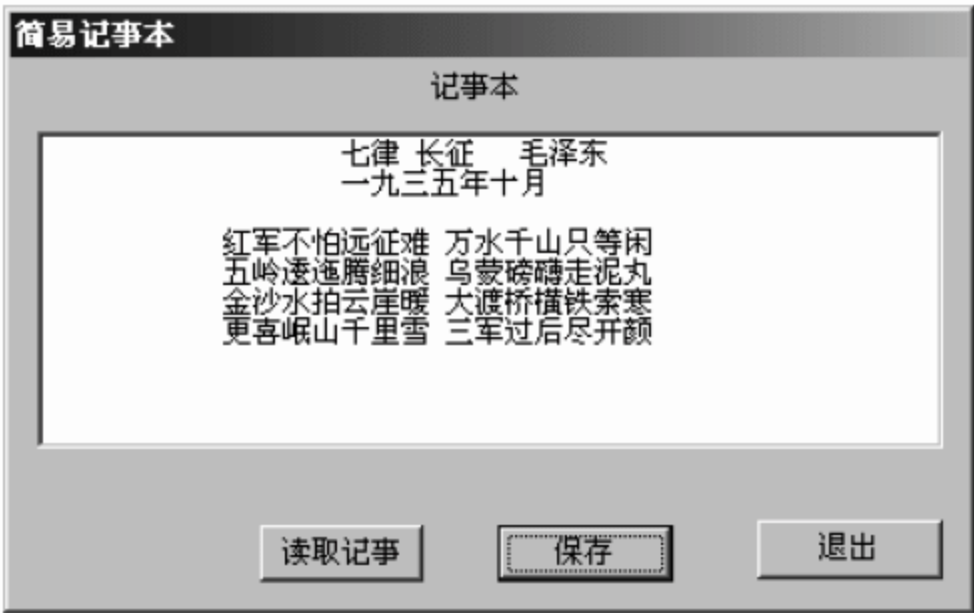 简易记事本
记事本
七律 长征 毛泽东
一九三五年十月
红军不怕远征难 万水千山只等闲
五岭逶迤腾细浪 乌蒙磅礴走泥丸
金沙水拍云崖暖 大渡桥横铁索寒
更喜岷山千里雪 三军过后尽开颜
读取记事 保存 退出